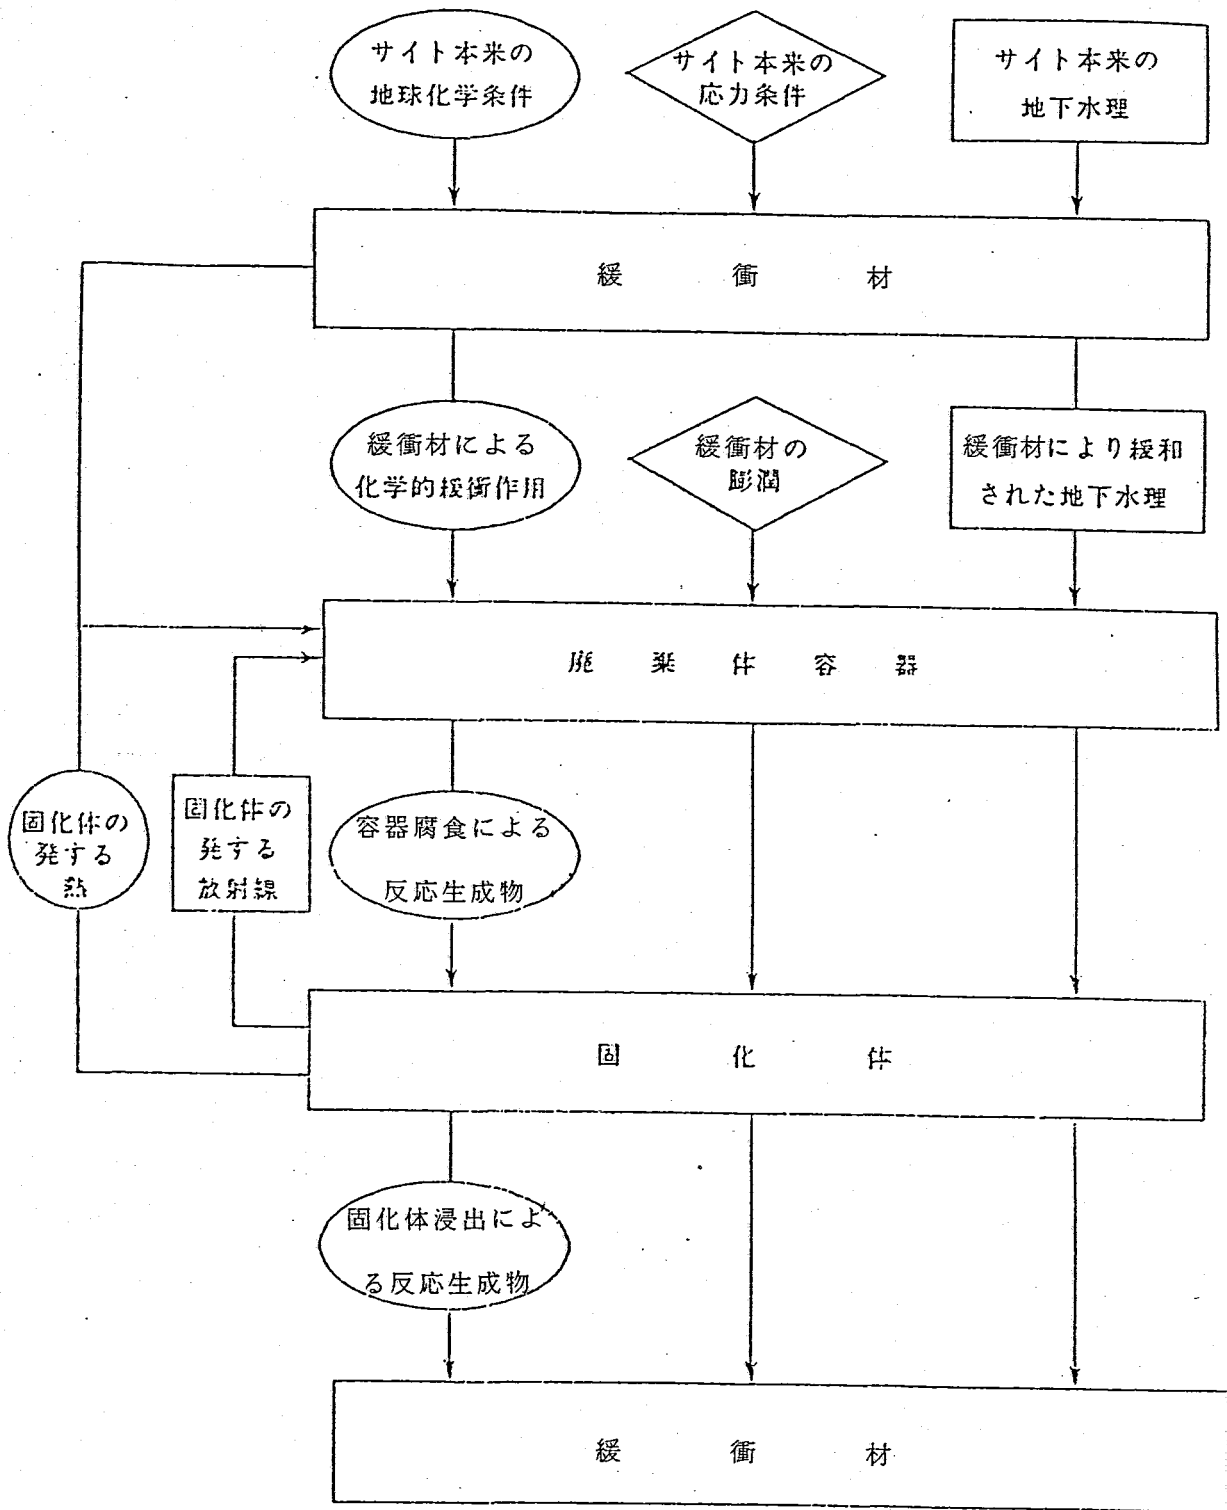 サイト本来の
地球化学条件
サイト本来の
応力条件
サイト本来の
地下水理
緩衝材
緩衝材による
化学的緩衝作用
緩衝材の
膨潤
緩衝材により緩和
された地下水理
廃棄体容器
固化体の
発する
熱
固化体の
発する
放射線
容器腐食による
反応生成物
固化体
固化体浸出によ
る反応生成物
緩衝材